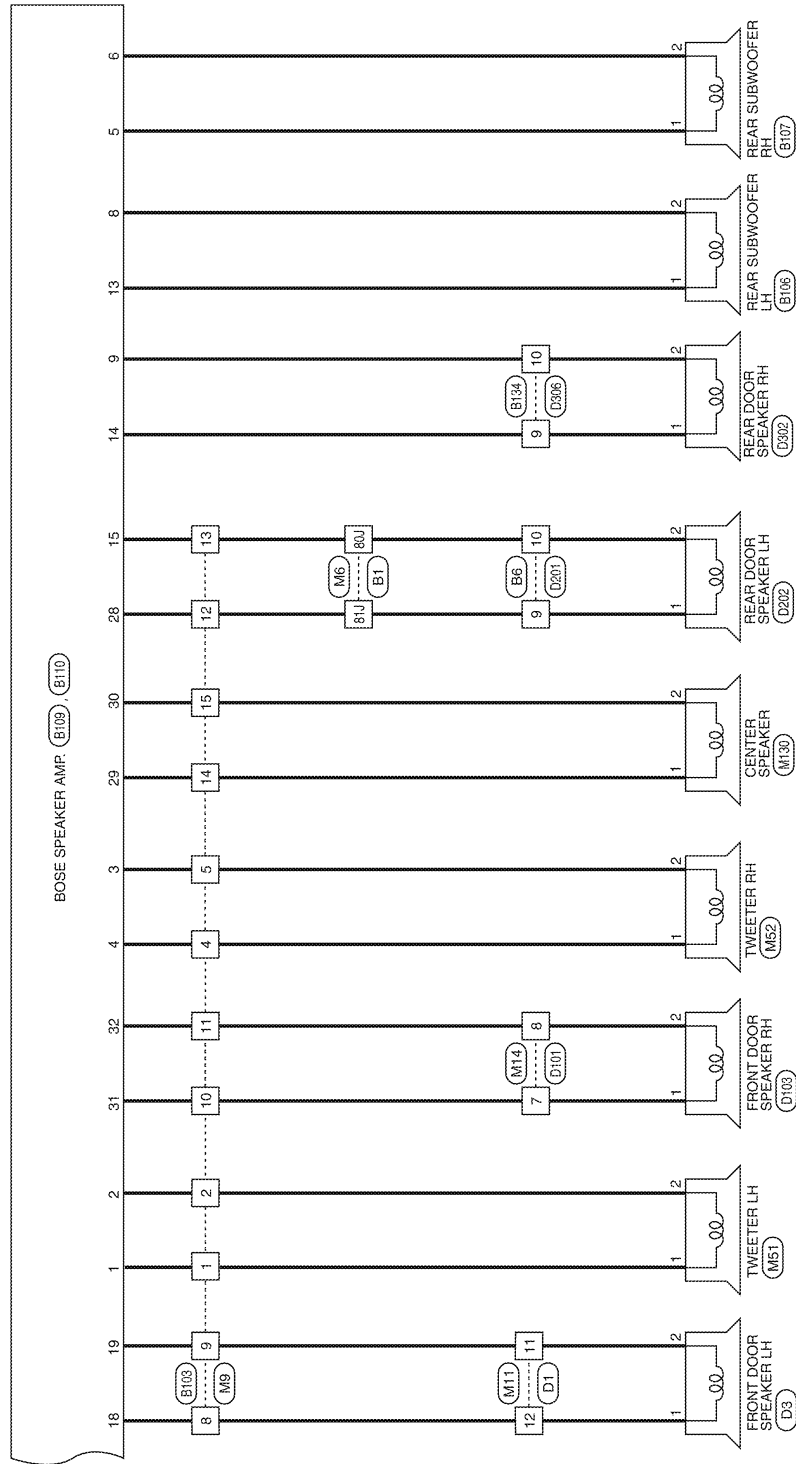 BOSE SPEAKER AMP. B109 , B110
18 19 1 2 31 32 4 3 29 30 28 15 14 9 13 8 5 6
B103
8 9 1 2 10 11 4 5 14 15 12 13
M9
M6
81J 80J
B1
M11
12 11
D1
M14
7 8
D101
B6
9 10
D201
B134
9 10
D306
1 2 1 2 1 2 1 2 1 2 1 2 1 2 1 2 1 2
FRONT DOOR
SPEAKER LH
D3
TWEETER LH
M51
FRONT DOOR
SPEAKER RH
D103
TWEETER RH
M52
CENTER
SPEAKER
M130
REAR DOOR
SPEAKER LH
D202
REAR DOOR
SPEAKER RH
D302
REAR SUBWOOFER
LH
B106
REAR SUBWOOFER
RH
B107